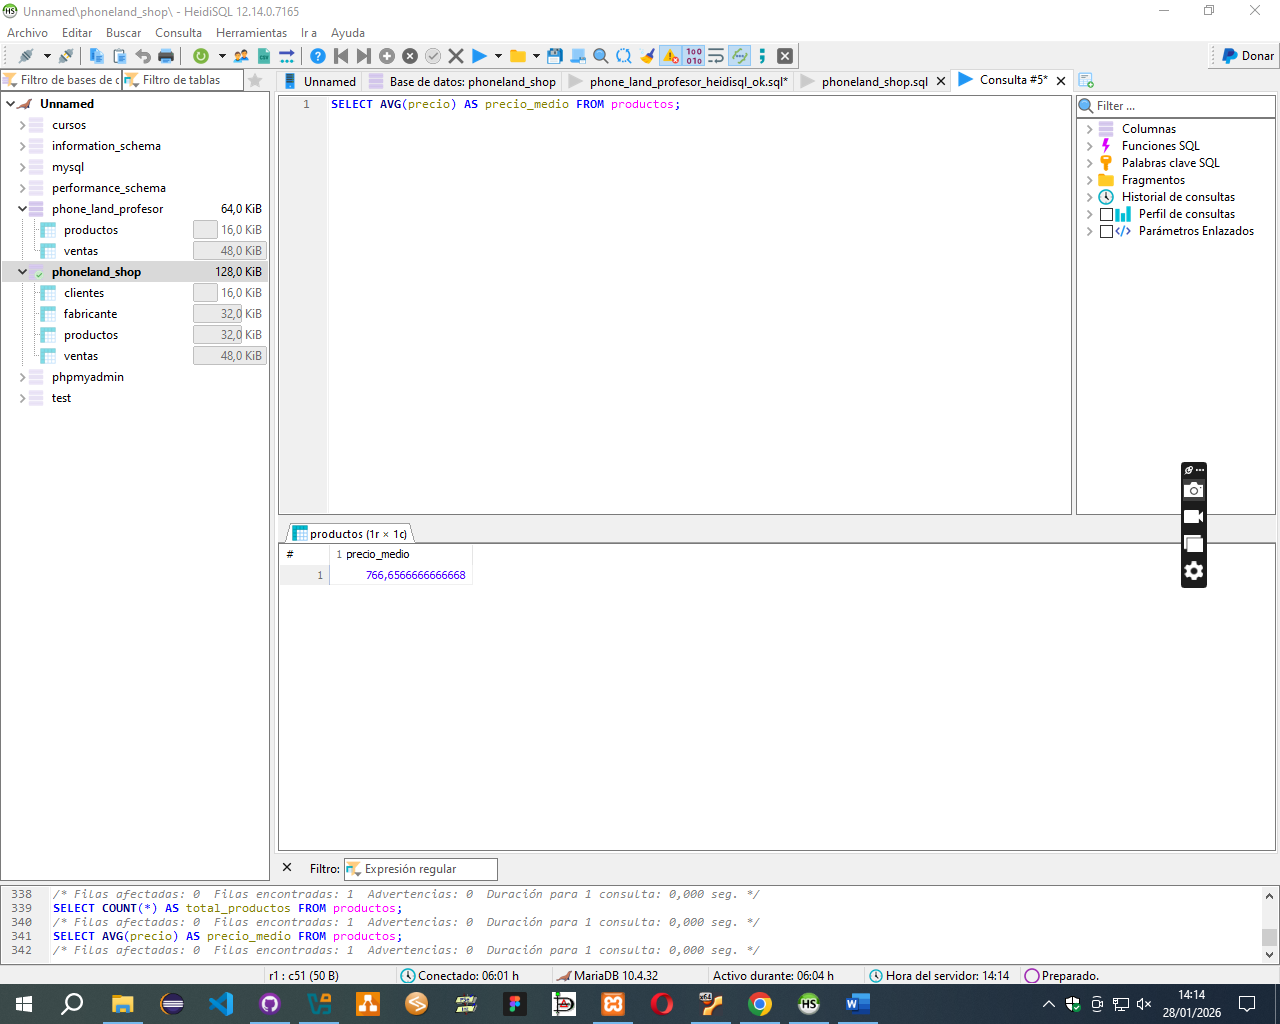 Unnamed\phoneland_shop\ - HeidiSQL 12.14.0.7165
Archivo Editar Buscar Consulta Herramientas Ir a Ayuda
Donar
Filtro de bases de d Filtro de tablas
Unnamed Base de datos: phoneland_shop phone_land_profesor_heidisql_ok.sql* phoneland_shop.sql Consulta #5*
Unnamed
cursos
information_schema
mysql
performance_schema
phone_land_profesor 64,0 KiB
productos 16,0 KiB
ventas 48,0 KiB
phoneland_shop 128,0 KiB
clientes 16,0 KiB
fabricante 32,0 KiB
productos 32,0 KiB
ventas 48,0 KiB
phpmyadmin
test
1 SELECT AVG(precio) AS precio_medio FROM productos;
Filter ...
Columnas
Funciones SQL
Palabras clave SQL
Fragmentos
Historial de consultas
Perfil de consultas
Parámetros Enlazados
productos (1r × 1c)
# 1 precio_medio
1 766,6566666666668
Filtro: Expresión regular
338 /* Filas afectadas: 0 Filas encontradas: 1 Advertencias: 0 Duración para 1 consulta: 0,000 seg. */
339 SELECT COUNT(*) AS total_productos FROM productos;
340 /* Filas afectadas: 0 Filas encontradas: 1 Advertencias: 0 Duración para 1 consulta: 0,000 seg. */
341 SELECT AVG(precio) AS precio_medio FROM productos;
342 /* Filas afectadas: 0 Filas encontradas: 1 Advertencias: 0 Duración para 1 consulta: 0,000 seg. */
r1 : c51 (50 B) Conectado: 06:01 h MariaDB 10.4.32 Activo durante: 06:04 h Hora del servidor: 14:14 Preparado.
14:14
28/01/2026